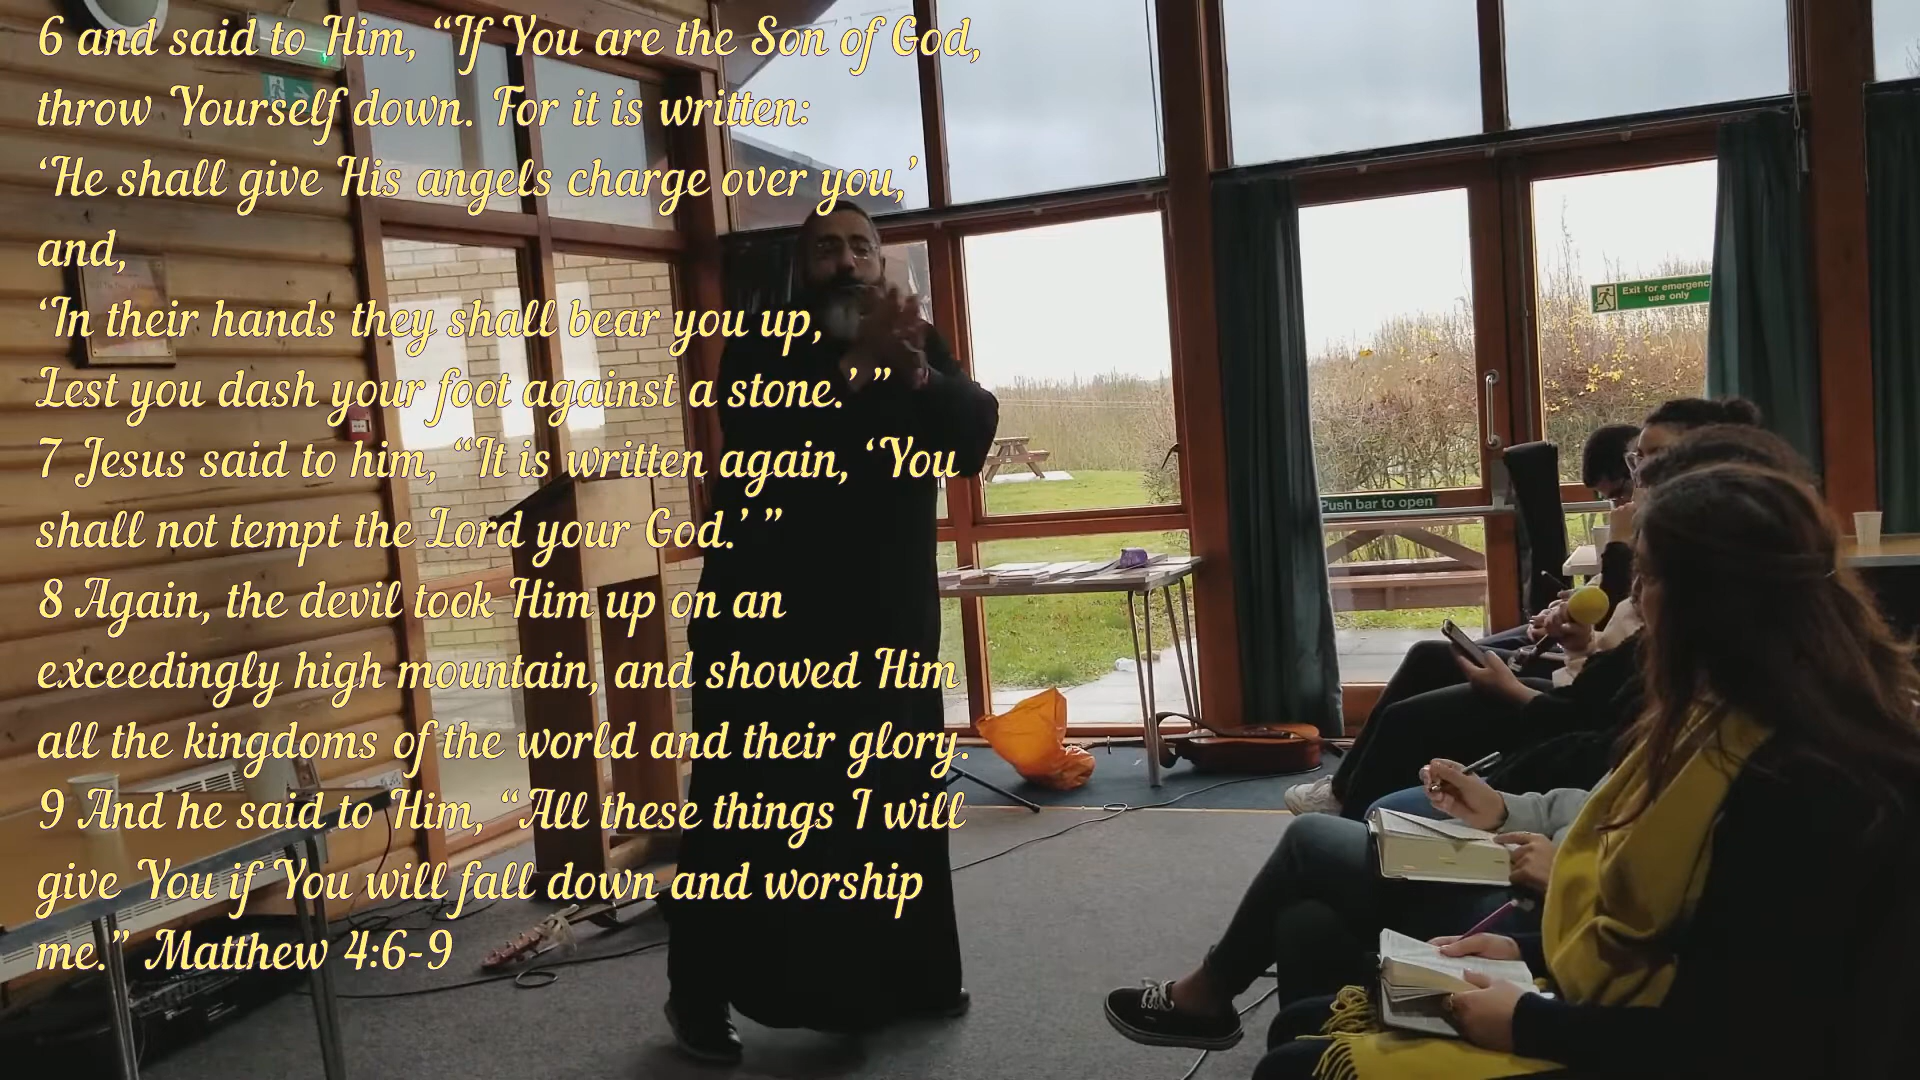 6 and said to Him, “If You are the Son of God,
throw Yourself down. For it is written:
‘He shall give His angels charge over you,’
and,
‘In their hands they shall bear you up,
Lest you dash your foot against a stone.’ ”
7 Jesus said to him, “It is written again, ‘You
shall not tempt the Lord your God.’ ”
8 Again, the devil took Him up on an
exceedingly high mountain, and showed Him
all the kingdoms of the world and their glory.
9 And he said to Him, “All these things I will
give You if You will fall down and worship
me.” Matthew 4:6-9
Exit for emergency
use only
Push bar to open